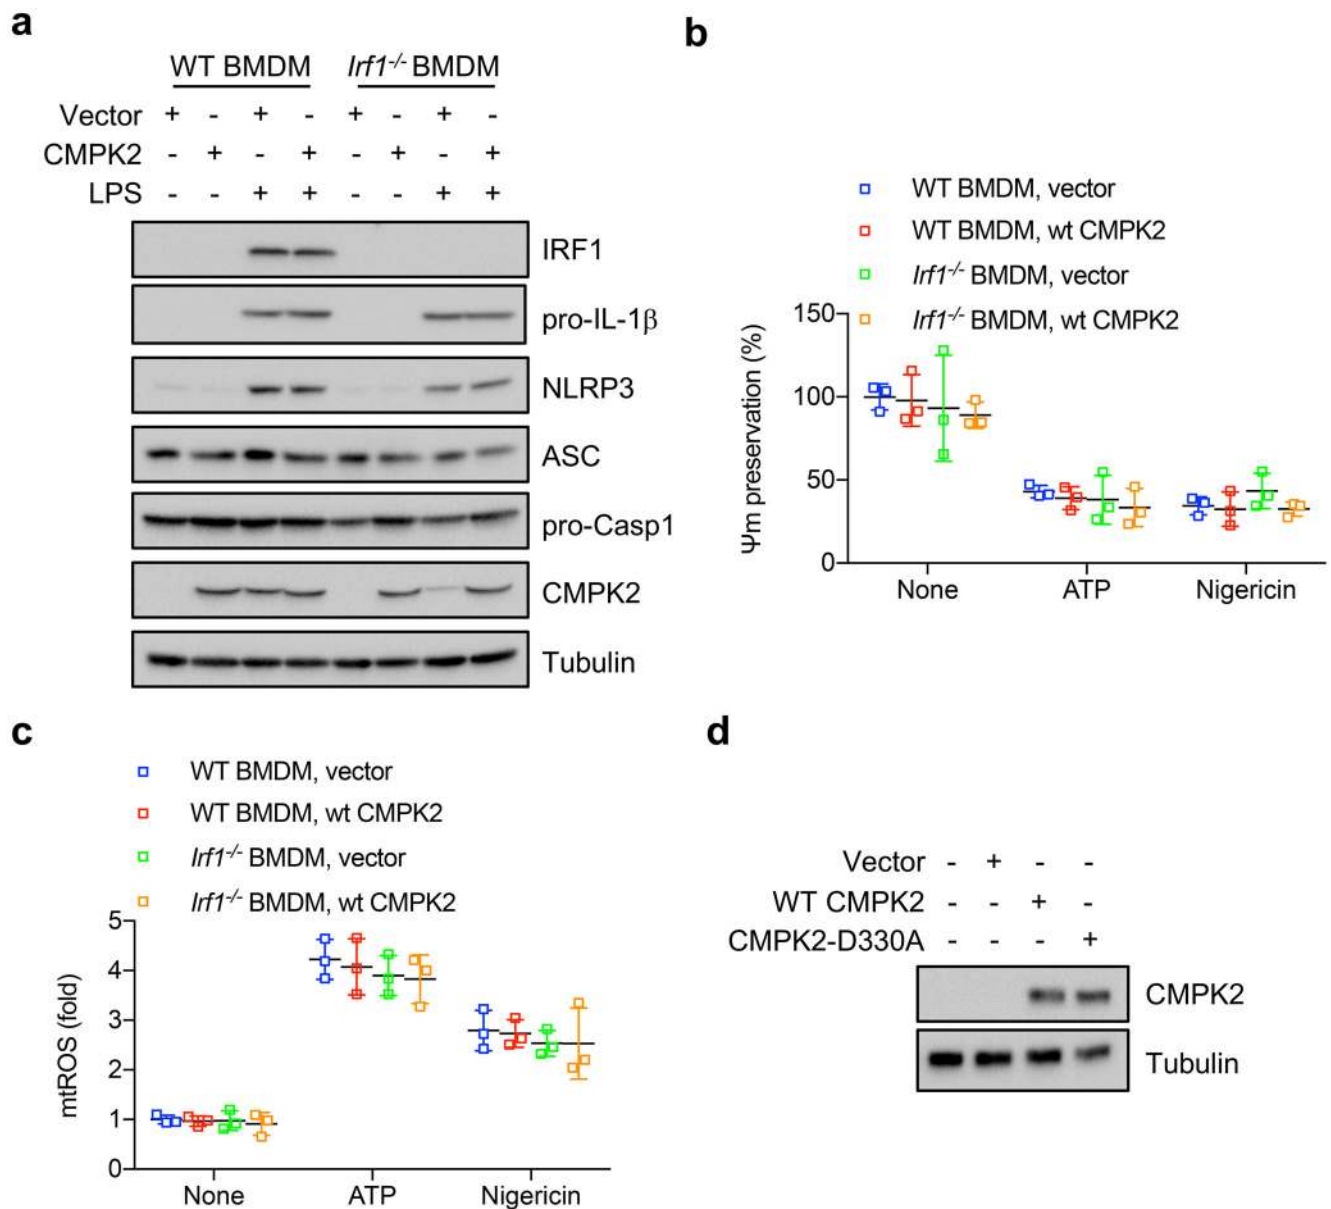 a
WT BMDM Irf1-/- BMDM
Vector + - + - + - + -
CMPK2 - + - + - + - +
LPS - - + + - - + +
IRF1
pro-IL-1β
NLRP3
ASC
pro-Casp1
CMPK2
Tubulin
b
WT BMDM, vector
WT BMDM, wt CMPK2
Irf1-/- BMDM, vector
Irf1-/- BMDM, wt CMPK2
Ψm preservation (%)
150
100
50
0
None ATP Nigericin
c
WT BMDM, vector
WT BMDM, wt CMPK2
Irf1-/- BMDM, vector
Irf1-/- BMDM, wt CMPK2
mtROS (fold)
5
4
3
2
1
0
None ATP Nigericin
d
Vector - + - -
WT CMPK2 - - + -
CMPK2-D330A - - - +
CMPK2
Tubulin